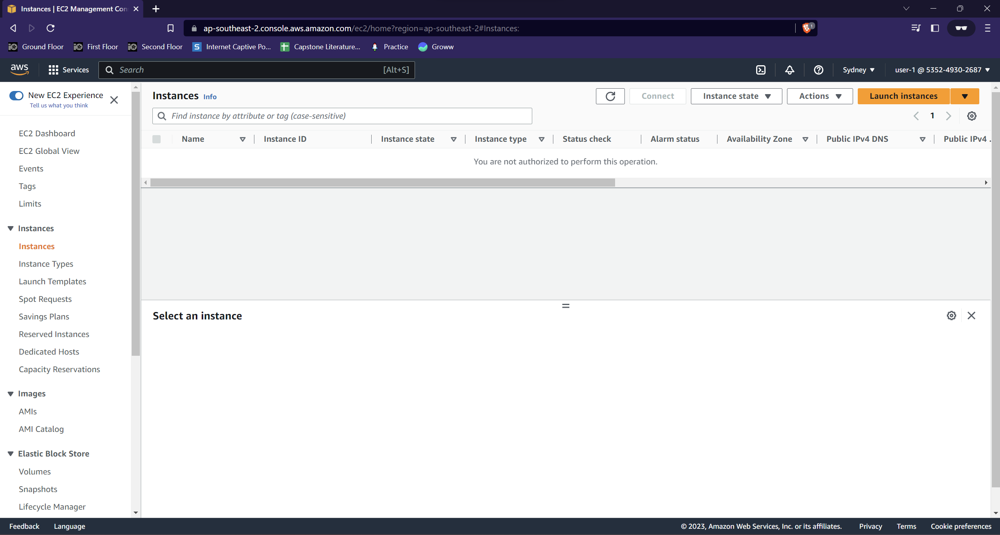 Instances | EC2 Management Con
ap-southeast-2.console.aws.amazon.com/ec2/home?region=ap-southeast-2#Instances:
1
Ground Floor First Floor Second Floor Internet Captive Po... Capstone Literature... Practice Groww
aws Services Search [Alt+S] Sydney user-1 @ 5352-4930-2687
New EC2 Experience
Tell us what you think
EC2 Dashboard
EC2 Global View
Events
Tags
Limits
Instances
Instances
Instance Types
Launch Templates
Spot Requests
Savings Plans
Reserved Instances
Dedicated Hosts
Capacity Reservations
Images
AMIs
AMI Catalog
Elastic Block Store
Volumes
Snapshots
Lifecycle Manager
Instances Info Connect Instance state Actions Launch instances
Find instance by attribute or tag (case-sensitive) 1
Name Instance ID Instance state Instance type Status check Alarm status Availability Zone Public IPv4 DNS Public IPv4 .
You are not authorized to perform this operation.
Select an instance
Feedback Language © 2023, Amazon Web Services, Inc. or its affiliates. Privacy Terms Cookie preferences